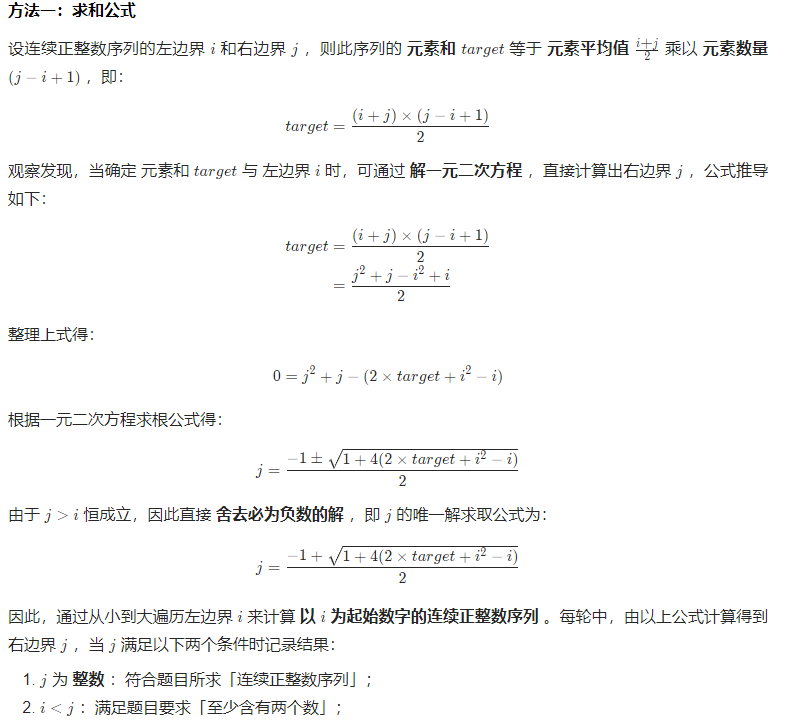 方法一：求和公式
设连续正整数序列的左边界 i 和右边界 j ，则此序列的 元素和 target 等于 元素平均值 \frac{i+j}{2} 乘以 元素数量
(j − i + 1) ，即：
target = \frac{(i + j) × (j − i + 1)}{2}
观察发现，当确定 元素和 target 与 左边界 i 时，可通过 解一元二次方程 ，直接计算出右边界 j ，公式推导
如下：
target = \frac{(i + j) × (j − i + 1)}{2}
= \frac{j^2 + j − i^2 + i}{2}
整理上式得：
0 = j^2 + j − (2 × target + i^2 − i)
根据一元二次方程求根公式得：
j = \frac{−1 ± \sqrt{1 + 4(2 × target + i^2 − i)}}{2}
由于 j > i 恒成立，因此直接 舍去必为负数的解 ，即 j 的唯一解求取公式为：
j = \frac{−1 + \sqrt{1 + 4(2 × target + i^2 − i)}}{2}
因此，通过从小到大遍历左边界 i 来计算 以 i 为起始数字的连续正整数序列 。每轮中，由以上公式计算得到
右边界 j ，当 j 满足以下两个条件时记录结果：
1. j 为 整数 ：符合题目所求「连续正整数序列」；
2. i < j ：满足题目要求「至少含有两个数」；